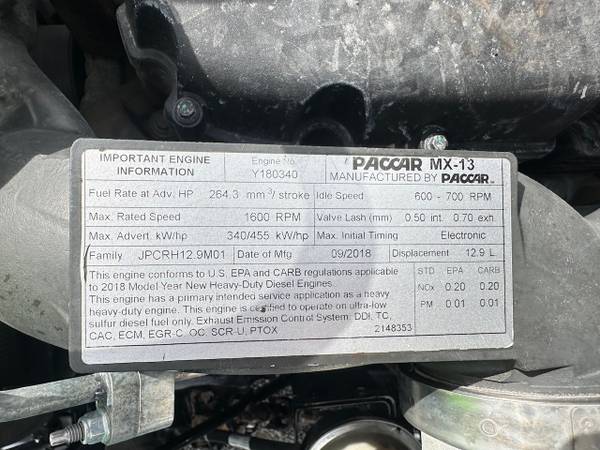 IMPORTANT ENGINE INFORMATION
Engine No. Y180340
PACCAR MX-13
MANUFACTURED BY PACCAR
Fuel Rate at Adv. HP 264.3 mm³/stroke Idle Speed 600 - 700 RPM
Max. Rated Speed 1600 RPM Valve Lash (mm) 0.50 int. 0.70 exh.
Max. Advert. kW/hp 340/455 kW/hp Max. Initial Timing Electronic
Family JPCRH12.9M01 Date of Mfg 09/2018 Displacement 12.9 L
This engine conforms to U.S. EPA and CARB regulations applicable
to 2018 Model Year New Heavy-Duty Diesel Engines.
This engine has a primary intended service application as a heavy
heavy-duty engine. This engine is certified to operate on ultra-low
sulfur diesel fuel only. Exhaust Emission Control System: DDI, TC,
CAC, ECM, EGR-C, OC, SCR-U, PTOX 2148353
STD EPA CARB
NOx 0.20 0.20
PM 0.01 0.01